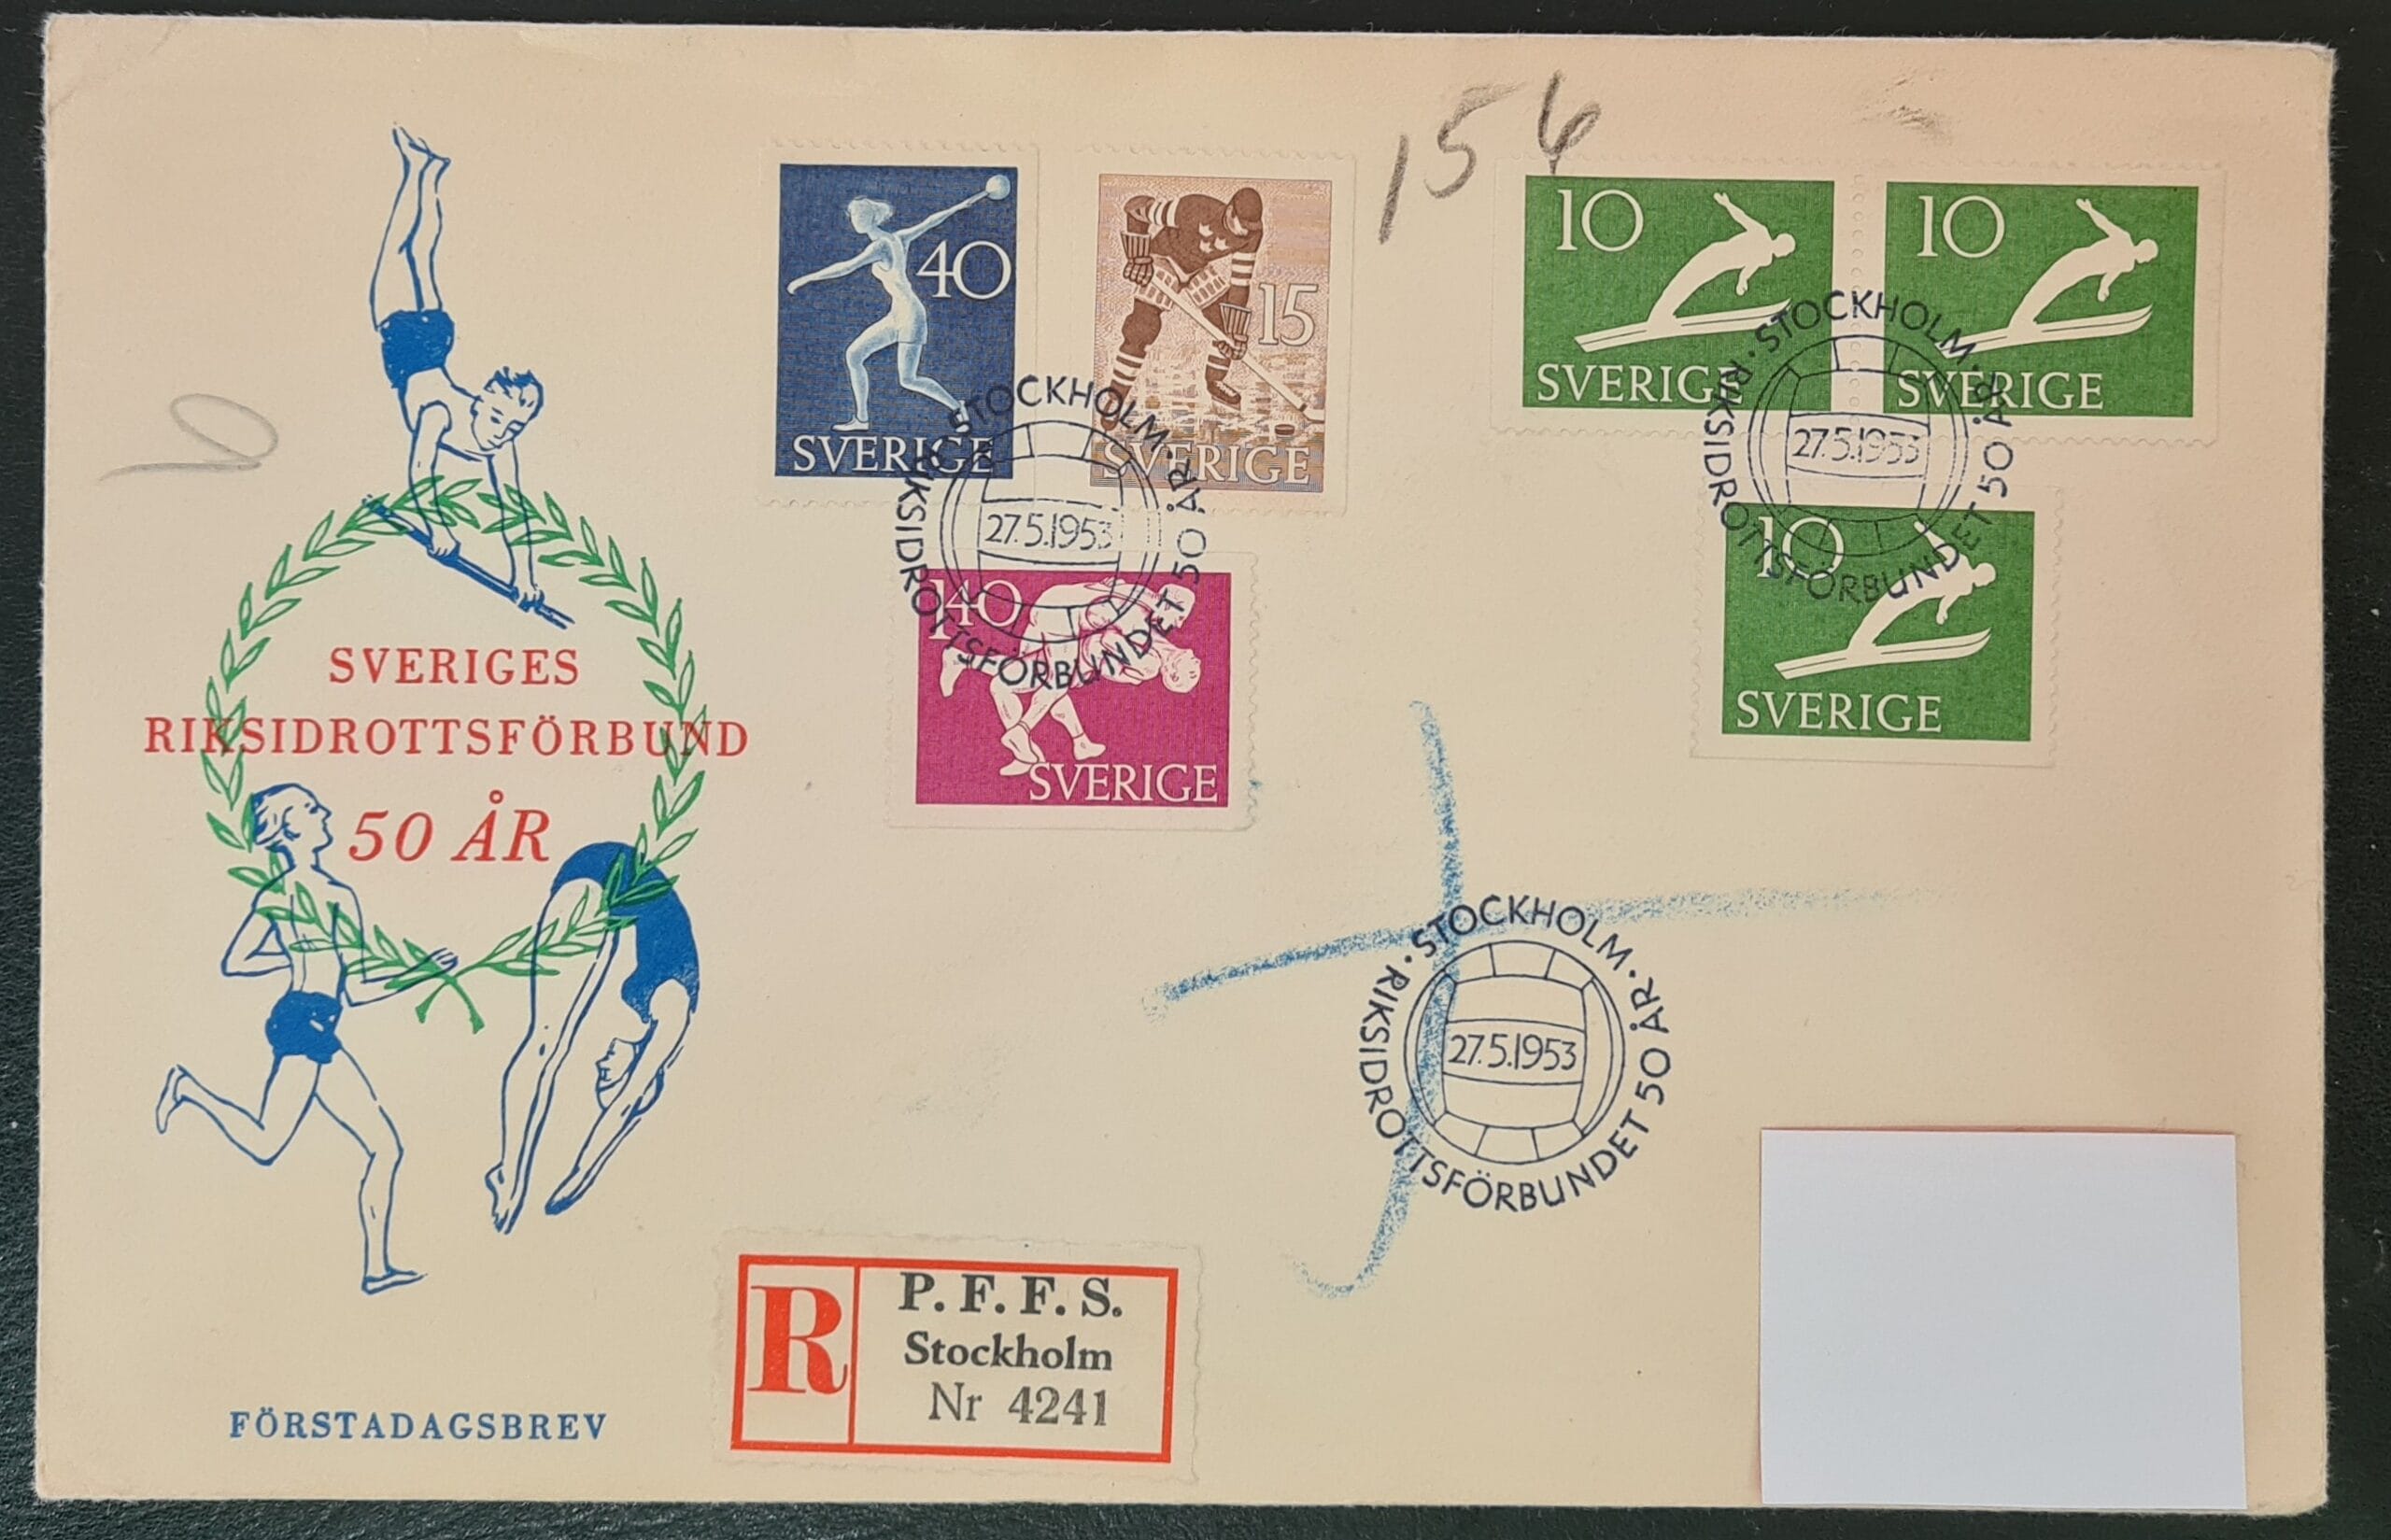 156
40
SVERIGE
15
SVERIGE
10
SVERIGE
10
SVERIGE
STOCKHOLM · RIKSIDROTTSFÖRBUNDET 50 ÅR ·
27.5.1953
STOCKHOLM · RIKSIDROTTSFÖRBUNDET 50 ÅR ·
27.5.1953
140
SVERIGE
10
SVERIGE
SVERIGES
RIKSIDROTTSFÖRBUND
50 ÅR
STOCKHOLM · RIKSIDROTTSFÖRBUNDET 50 ÅR ·
27.5.1953
R
P. F. F. S.
Stockholm
Nr 4241
FÖRSTADAGSBREV